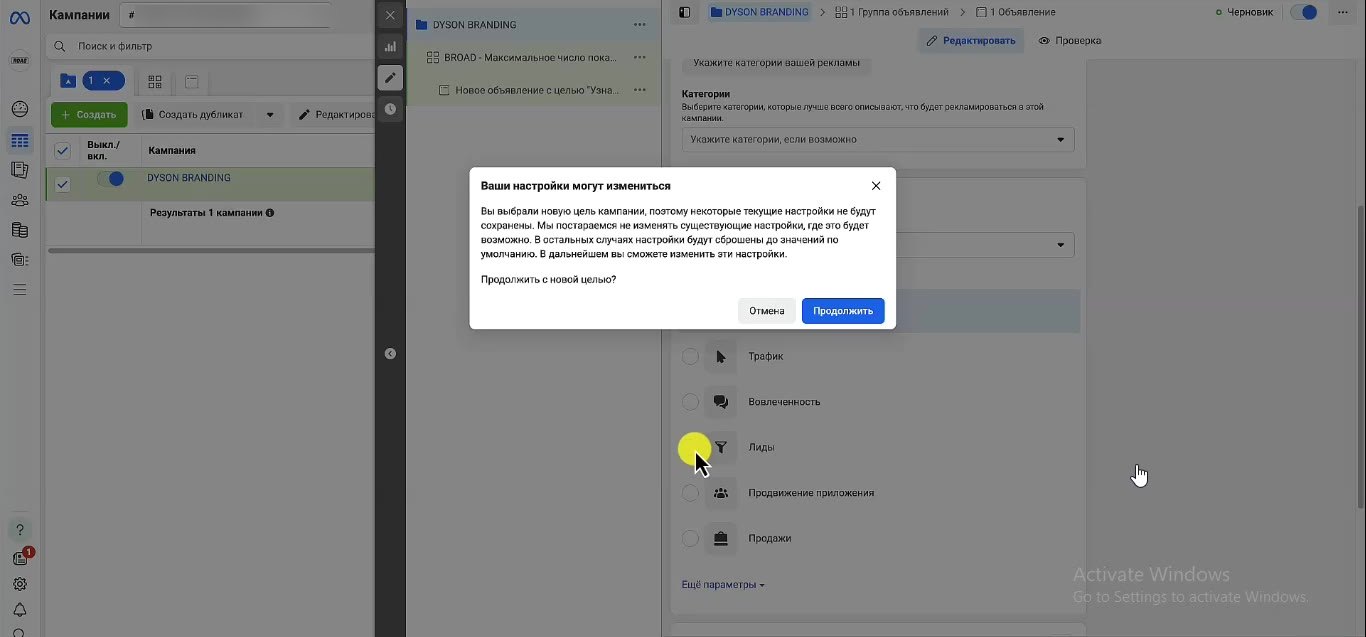 Кампании
#
Поиск и фильтр
1 ×
+ Создать
Создать дубликат
Редактирова
Выкл./
вкл.
Кампания
DYSON BRANDING
Результаты 1 кампании
1
?
DYSON BRANDING
BROAD - Максимальное число пока...
Новое объявление с целью "Узна...
DYSON BRANDING > 1 Группа объявлений > 1 Объявление
Черновик
Редактировать
Проверка
Укажите категории вашей рекламы
Категории
Выберите категории, которые лучше всего описывают, что будет рекламироваться в этой
кампании.
Укажите категории, если возможно
Ваши настройки могут измениться
Вы выбрали новую цель кампании, поэтому некоторые текущие настройки не будут
сохранены. Мы постараемся не изменять существующие настройки, где это будет
возможно. В остальных случаях настройки будут сброшены до значений по
умолчанию. В дальнейшем вы сможете изменить эти настройки.
Продолжить с новой целью?
Отмена
Продолжить
Трафик
Вовлеченность
Лиды
Продвижение приложения
Продажи
Ещё параметры
Activate Windows
Go to Settings to activate Windows.